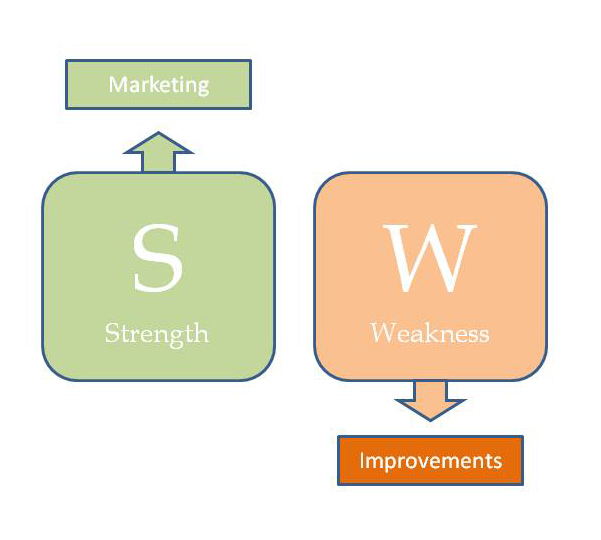 Marketing
S
Strength
W
Weakness
Improvements